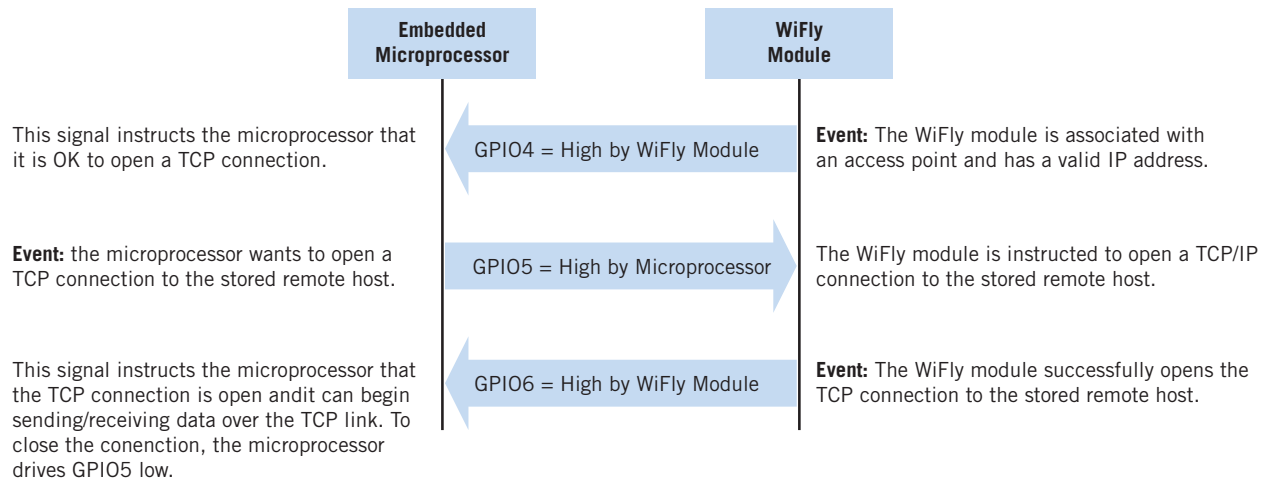 Embedded
Microprocessor
WiFly
Module
This signal instructs the microprocessor that
it is OK to open a TCP connection.
GPIO4 = High by WiFly Module
Event: The WiFly module is associated with
an access point and has a valid IP address.
Event: the microprocessor wants to open a
TCP connection to the stored remote host.
GPIO5 = High by Microprocessor
The WiFly module is instructed to open a TCP/IP
connection to the stored remote host.
This signal instructs the microprocessor that
the TCP connection is open andit can begin
sending/receiving data over the TCP link. To
close the conenction, the microprocessor
drives GPIO5 low.
GPIO6 = High by WiFly Module
Event: The WiFly module successfully opens the
TCP connection to the stored remote host.